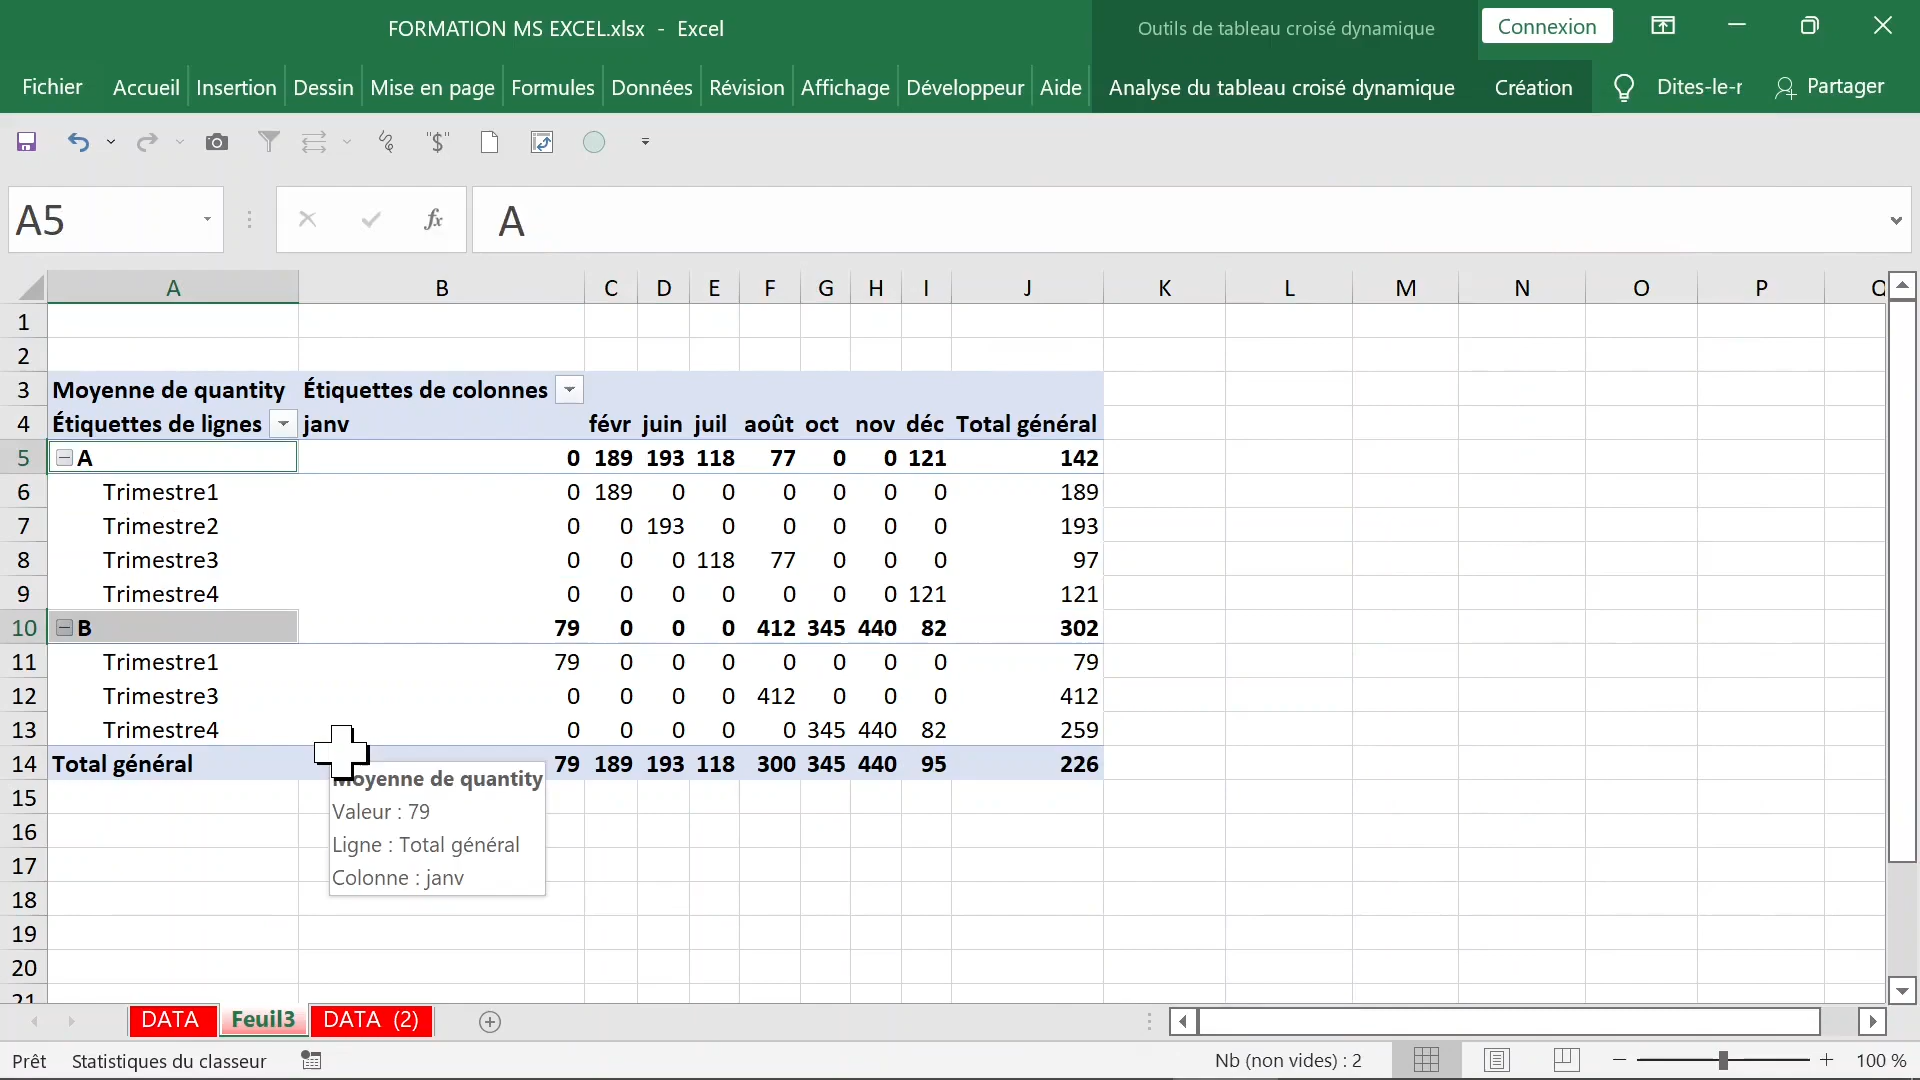 FORMATION MS EXCEL.xlsx - Excel
Outils de tableau croisé dynamique
Connexion
Fichier Accueil Insertion Dessin Mise en page Formules Données Révision Affichage Développeur Aide Analyse du tableau croisé dynamique Création Dites-le-r Partager
"$"
A5 fx A
A B C D E F G H I J K L M N O P Q
1
2
3 Moyenne de quantity Étiquettes de colonnes
4 Étiquettes de lignes janv févr juin juil août oct nov déc Total général
5 A 0 189 193 118 77 0 0 121 142
6 Trimestre1 0 189 0 0 0 0 0 0 189
7 Trimestre2 0 0 193 0 0 0 0 0 193
8 Trimestre3 0 0 0 118 77 0 0 0 97
9 Trimestre4 0 0 0 0 0 0 0 121 121
10 B 79 0 0 0 412 345 440 82 302
11 Trimestre1 79 0 0 0 0 0 0 0 79
12 Trimestre3 0 0 0 0 412 0 0 0 412
13 Trimestre4 0 0 0 0 0 345 440 82 259
14 Total général 79 189 193 118 300 345 440 95 226
Moyenne de quantity
15
Valeur : 79
16
Ligne : Total général
17
Colonne : janv
18
19
20
21
DATA Feuil3 DATA (2)
Prêt Statistiques du classeur Nb (non vides) : 2 100 %